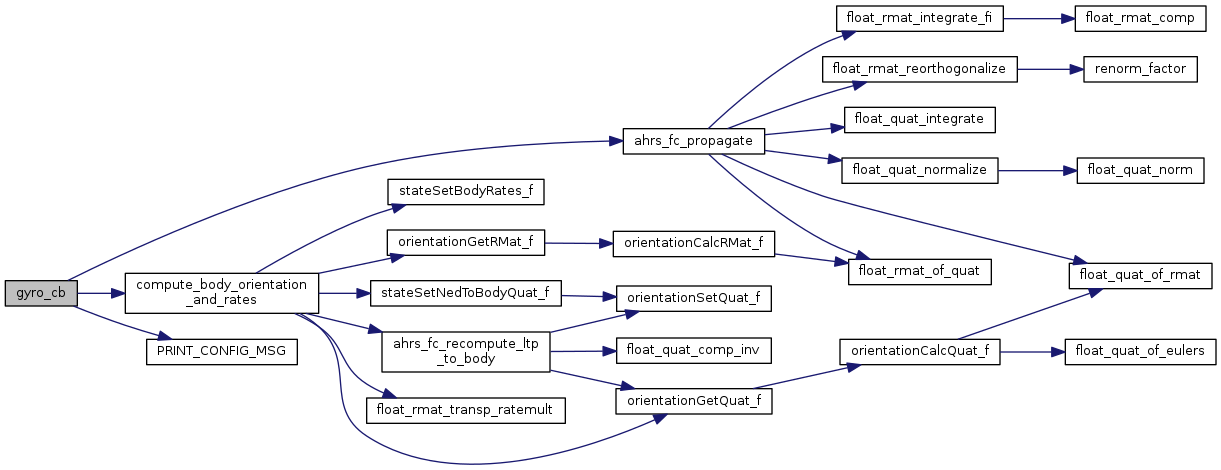 gyro_cb
compute_body_orientation
_and_rates
PRINT_CONFIG_MSG
ahrs_fc_propagate
stateSetBodyRates_f
orientationGetRMat_f
stateSetNedToBodyQuat_f
ahrs_fc_recompute_ltp
_to_body
float_rmat_transp_ratemult
orientationCalcRMat_f
orientationSetQuat_f
float_quat_comp_inv
orientationGetQuat_f
float_rmat_integrate_fi
float_rmat_reorthogonalize
float_quat_integrate
float_quat_normalize
float_rmat_of_quat
orientationCalcQuat_f
float_rmat_comp
renorm_factor
float_quat_norm
float_quat_of_rmat
float_quat_of_eulers